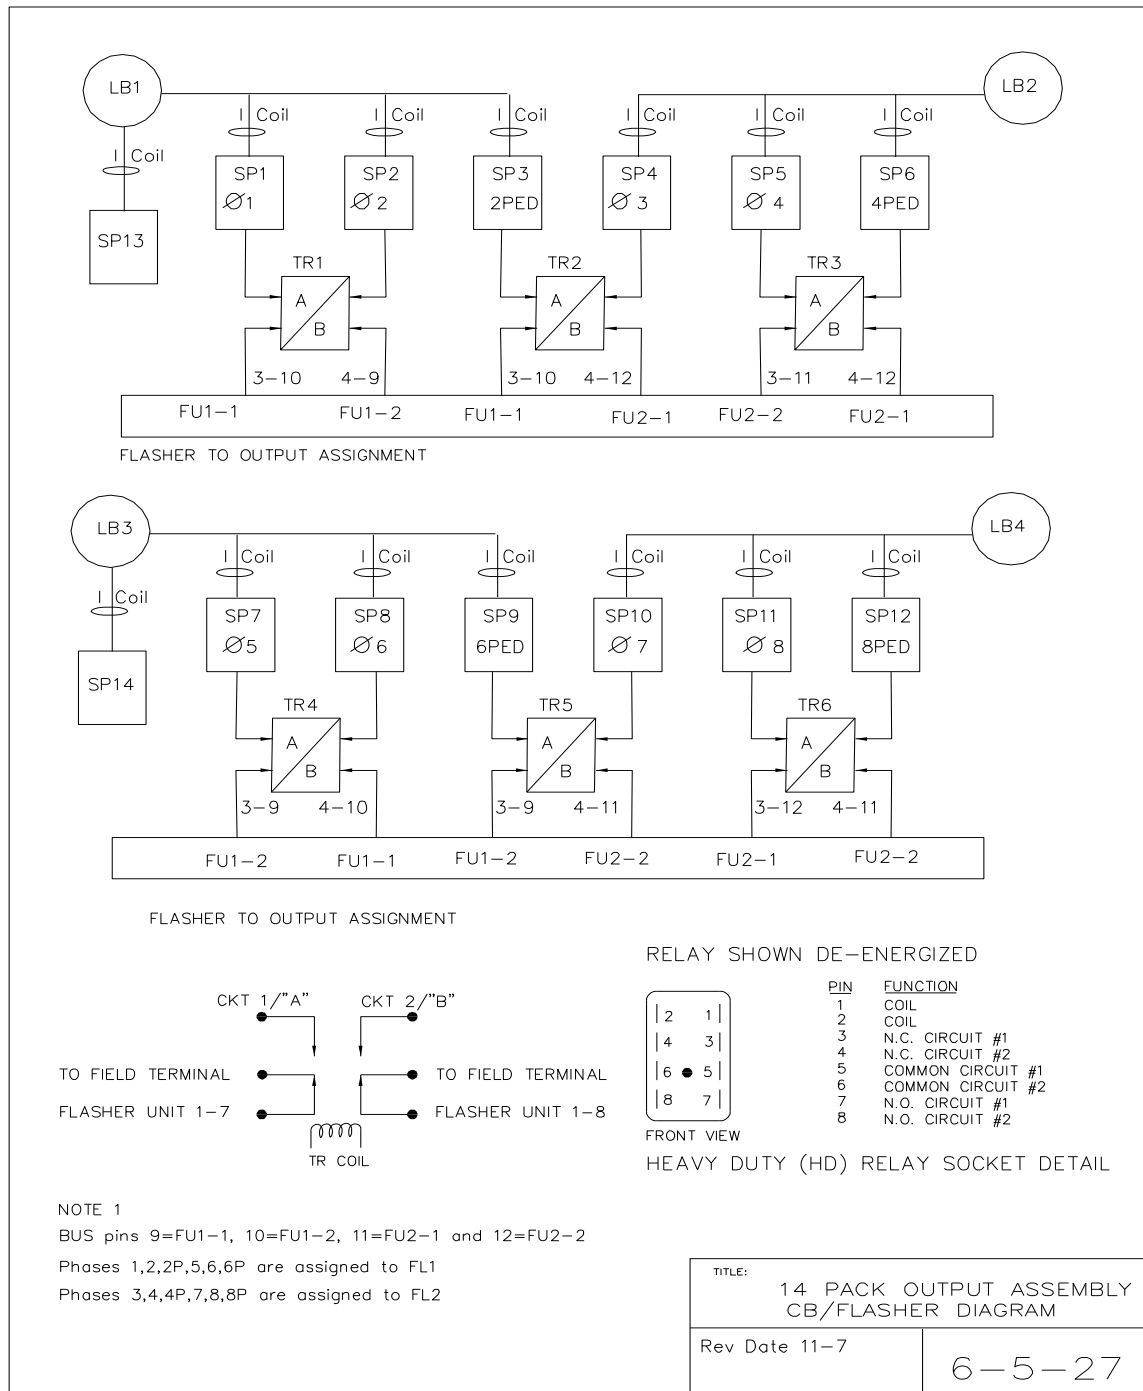 LB1
LB2
I Coil I Coil I Coil I Coil I Coil I Coil
I Coil
SP1 SP2 SP3 SP4 SP5 SP6
Ø1 Ø2 2PED Ø3 Ø4 4PED
SP13
TR1 TR2 TR3
A A A
B B B
3-10 4-9 3-10 4-12 3-11 4-12
FU1-1 FU1-2 FU1-1 FU2-1 FU2-2 FU2-1
FLASHER TO OUTPUT ASSIGNMENT
LB3 LB4
I Coil I Coil I Coil I Coil I Coil I Coil
I Coil
SP7 SP8 SP9 SP10 SP11 SP12
Ø5 Ø6 6PED Ø7 Ø8 8PED
SP14
TR4 TR5 TR6
A A A
B B B
3-9 4-10 3-9 4-11 3-12 4-11
FU1-2 FU1-1 FU1-2 FU2-2 FU2-1 FU2-2
FLASHER TO OUTPUT ASSIGNMENT
CKT 1/"A" CKT 2/"B"
TO FIELD TERMINAL TO FIELD TERMINAL
FLASHER UNIT 1-7 FLASHER UNIT 1-8
TR COIL
RELAY SHOWN DE-ENERGIZED
2 1
4 3
6 5
8 7
FRONT VIEW
PIN FUNCTION
1 COIL
2 COIL
3 N.C. CIRCUIT #1
4 N.C. CIRCUIT #2
5 COMMON CIRCUIT #1
6 COMMON CIRCUIT #2
7 N.O. CIRCUIT #1
8 N.O. CIRCUIT #2
HEAVY DUTY (HD) RELAY SOCKET DETAIL
NOTE 1
BUS pins 9=FU1-1, 10=FU1-2, 11=FU2-1 and 12=FU2-2
Phases 1,2,2P,5,6,6P are assigned to FL1
Phases 3,4,4P,7,8,8P are assigned to FL2
TITLE:
14 PACK OUTPUT ASSEMBLY
CB/FLASHER DIAGRAM
Rev Date 11-7
6-5-27